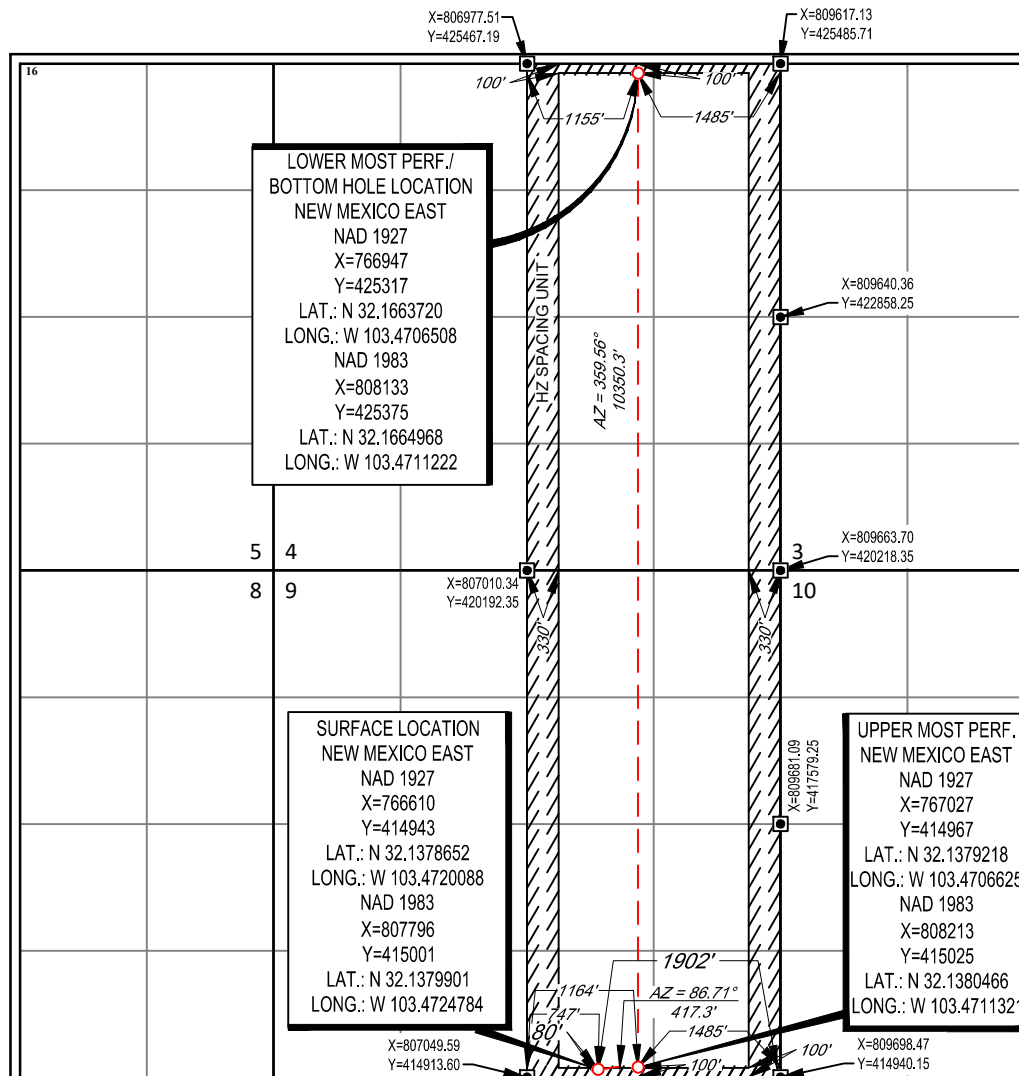 X=806977.51
Y=425467.19
X=809617.13
Y=425485.71
16
100'
100'
1155'
1485'
LOWER MOST PERF./
BOTTOM HOLE LOCATION
NEW MEXICO EAST
NAD 1927
X=766947
Y=425317
LAT.: N 32.1663720
LONG.: W 103.4706508
NAD 1983
X=808133
Y=425375
LAT.: N 32.1664968
LONG.: W 103.4711222
HZ SPACING UNIT
AZ = 359.56°
10350.3'
X=809640.36
Y=422858.25
X=809663.70
Y=420218.35
5 4
8 9
3
10
X=807010.34
Y=420192.35
330'
330'
SURFACE LOCATION
NEW MEXICO EAST
NAD 1927
X=766610
Y=414943
LAT.: N 32.1378652
LONG.: W 103.4720088
NAD 1983
X=807796
Y=415001
LAT.: N 32.1379901
LONG.: W 103.4724784
X=809681.09
Y=417579.25
UPPER MOST PERF.
NEW MEXICO EAST
NAD 1927
X=767027
Y=414967
LAT.: N 32.1379218
LONG.: W 103.4706625
NAD 1983
X=808213
Y=415025
LAT.: N 32.1380466
LONG.: W 103.4711321
1902'
1164'
AZ = 86.71°
417.3'
747'
80'
1485'
100'
100'
X=807049.59
Y=414913.60
X=809698.47
Y=414940.15